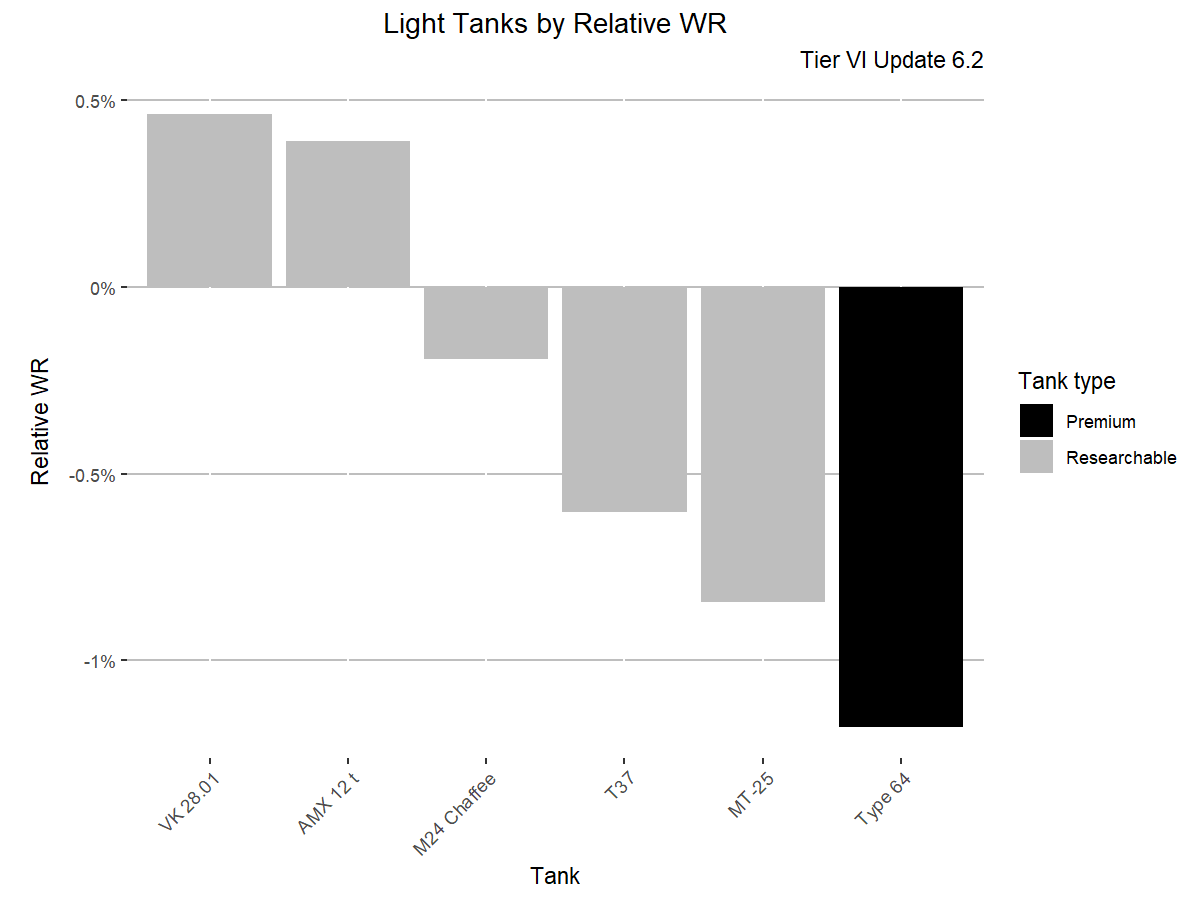 Light Tanks by Relative WR
Tier VI Update 6.2
0.5%
0%
-0.5%
-1%
Relative WR
VK 28.01
AMX 12 t
M24 Chaffee
T37
MT-25
Type 64
Tank
Tank type
Premium
Researchable